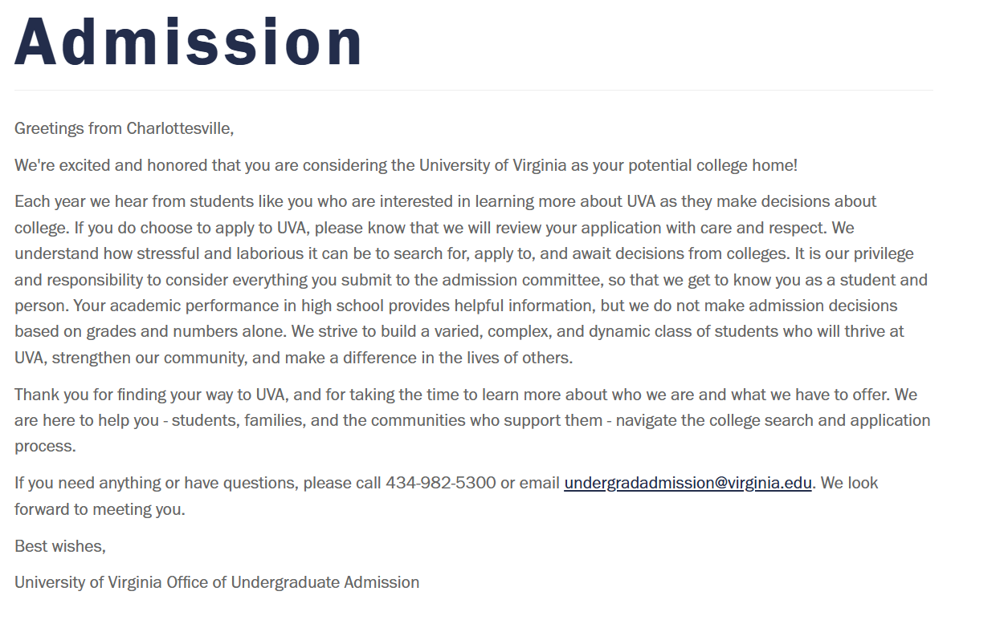 Admission
Greetings from Charlottesville,
We're excited and honored that you are considering the University of Virginia as your potential college home!
Each year we hear from students like you who are interested in learning more about UVA as they make decisions about
college. If you do choose to apply to UVA, please know that we will review your application with care and respect. We
understand how stressful and laborious it can be to search for, apply to, and await decisions from colleges. It is our privilege
and responsibility to consider everything you submit to the admission committee, so that we get to know you as a student and
person. Your academic performance in high school provides helpful information, but we do not make admission decisions
based on grades and numbers alone. We strive to build a varied, complex, and dynamic class of students who will thrive at
UVA, strengthen our community, and make a difference in the lives of others.
Thank you for finding your way to UVA, and for taking the time to learn more about who we are and what we have to offer. We
are here to help you - students, families, and the communities who support them - navigate the college search and application
process.
If you need anything or have questions, please call 434-982-5300 or email undergradadmission@virginia.edu. We look
forward to meeting you.
Best wishes,
University of Virginia Office of Undergraduate Admission